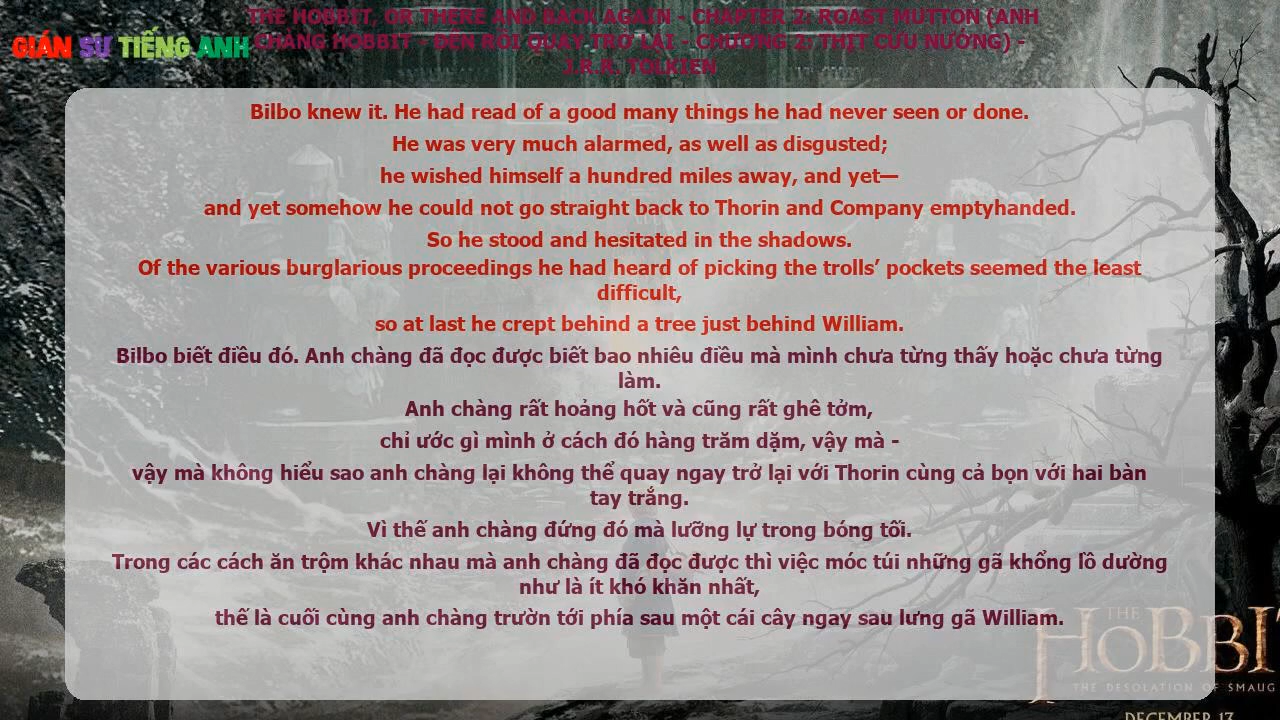 THE HOBBIT, OR THERE AND BACK AGAIN - CHAPTER 2: ROAST MUTTON (ANH
CHÀNG HOBBIT - ĐẾN RỒI QUAY TRỞ LẠI - CHƯƠNG 2: THỊT CỪU NƯỚNG) -
J.R.R. TOLKIEN
GIÁN SỨ TIẾNG ANH
Bilbo knew it. He had read of a good many things he had never seen or done.
He was very much alarmed, as well as disgusted;
he wished himself a hundred miles away, and yet—
and yet somehow he could not go straight back to Thorin and Company emptyhanded.
So he stood and hesitated in the shadows.
Of the various burglarious proceedings he had heard of picking the trolls’ pockets seemed the least
difficult,
so at last he crept behind a tree just behind William.
Bilbo biết điều đó. Anh chàng đã đọc được biết bao nhiêu điều mà mình chưa từng thấy hoặc chưa từng
làm.
Anh chàng rất hoảng hốt và cũng rất ghê tởm,
chỉ ước gì mình ở cách đó hàng trăm dặm, vậy mà -
vậy mà không hiểu sao anh chàng lại không thể quay ngay trở lại với Thorin cùng cả bọn với hai bàn
tay trắng.
Vì thế anh chàng đứng đó mà lưỡng lự trong bóng tối.
Trong các cách ăn trộm khác nhau mà anh chàng đã đọc được thì việc móc túi những gã khổng lồ dường
như là ít khó khăn nhất,
thế là cuối cùng anh chàng trườn tới phía sau một cái cây ngay sau lưng gã William.
THE
HOBBIT
THE DESOLATION OF SMAUG
DECEMBER 13